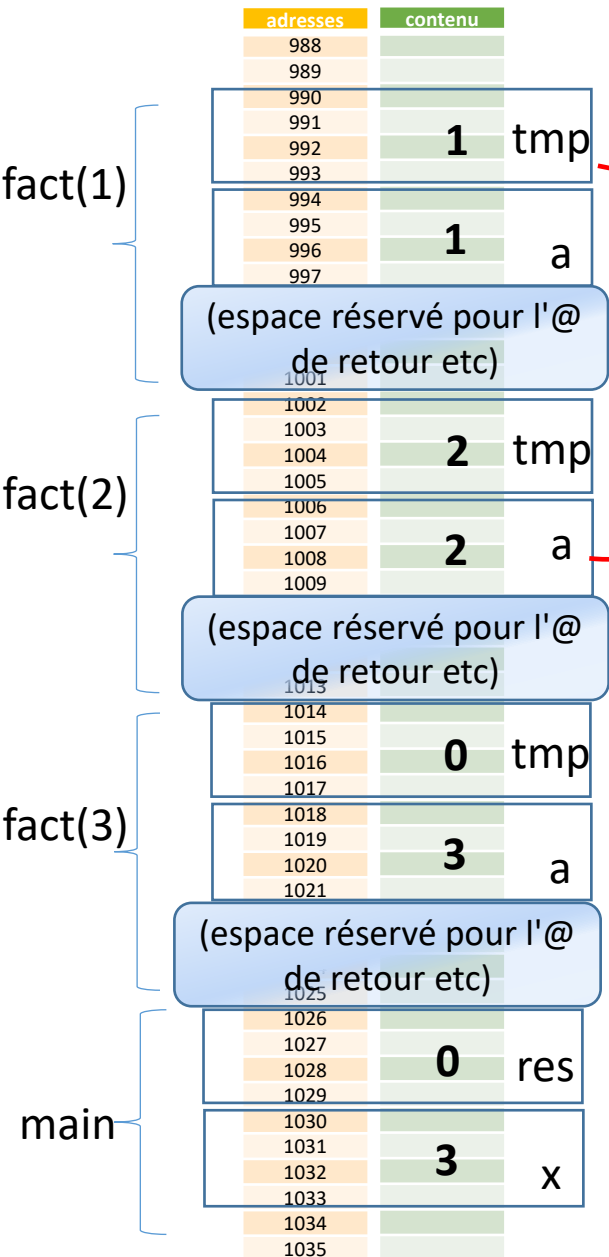 adresses contenu
988
989
990
991
992 1 tmp
993
fact(1)
994
995
996 1 a
997
(espace réservé pour l'@
de retour etc)
1001
1002
1003
1004 2 tmp
1005
fact(2)
1006
1007
1008 2 a
1009
(espace réservé pour l'@
de retour etc)
1013
1014
1015
1016 0 tmp
1017
1018
fact(3)
1019
1020 3 a
1021
(espace réservé pour l'@
de retour etc)
1025
1026
1027
1028 0 res
1029
1030
main
1031
1032 3 x
1033
1034
1035